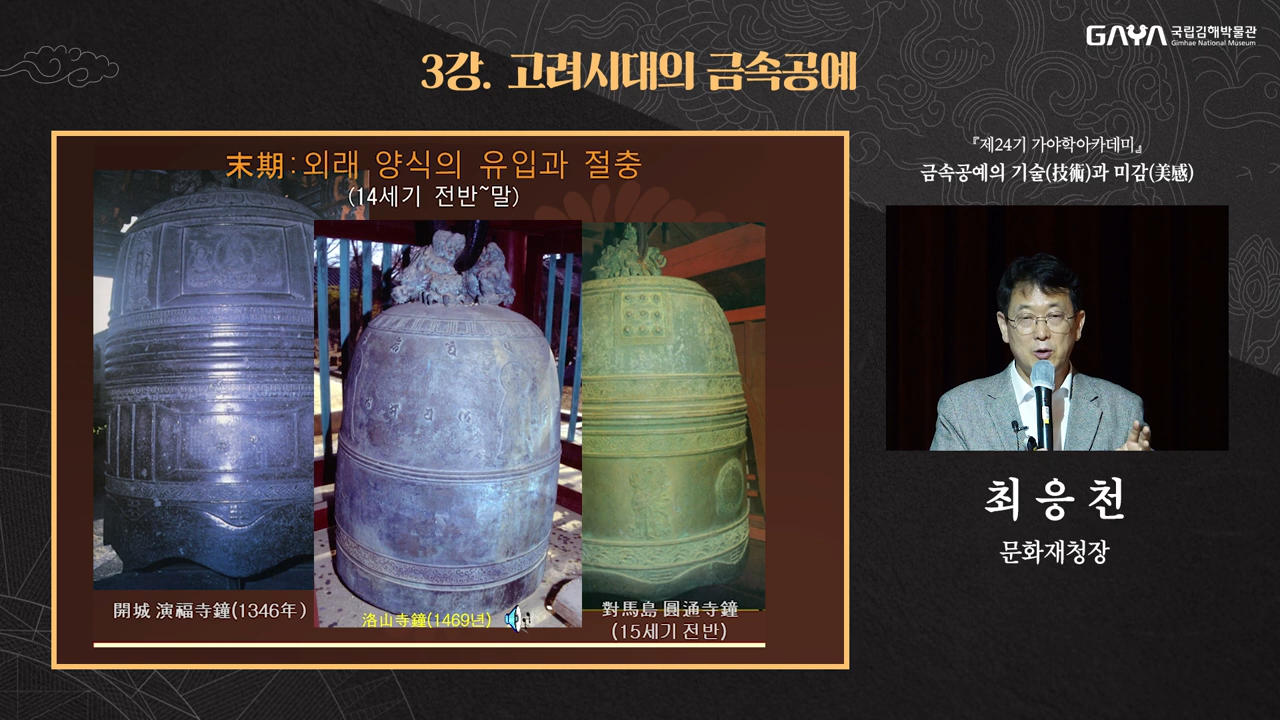 GAYA 국립김해박물관
Gimhae National Museum
3강. 고려시대의 금속공예
『제24기 가야학아카데미』
금속공예의 기술(技術)과 미감(美感)
末期:외래 양식의 유입과 절충
(14세기 전반~말)
開城 演福寺鐘(1346年)
洛山寺鐘(1469년)
對馬島 圓通寺鐘
(15세기 전반)
최응천
문화재청장